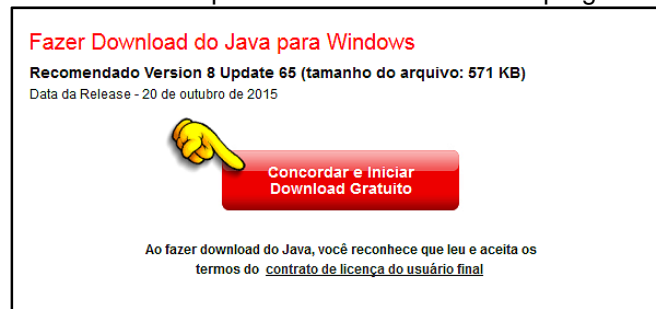 Fazer Download do Java para Windows
Recomendado Version 8 Update 65 (tamanho do arquivo: 571 KB)
Data da Release - 20 de outubro de 2015
Concordar e Iniciar
Download Gratuito
Ao fazer download do Java, você reconhece que leu e aceita os
termos do contrato de licença do usuário final